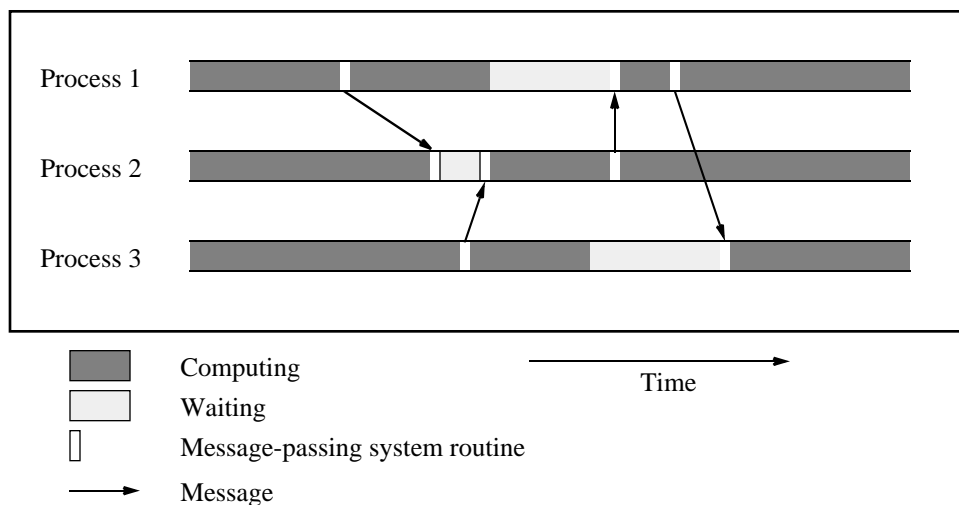 Process 1
Process 2
Process 3
Computing
Time
Waiting
Message-passing system routine
Message